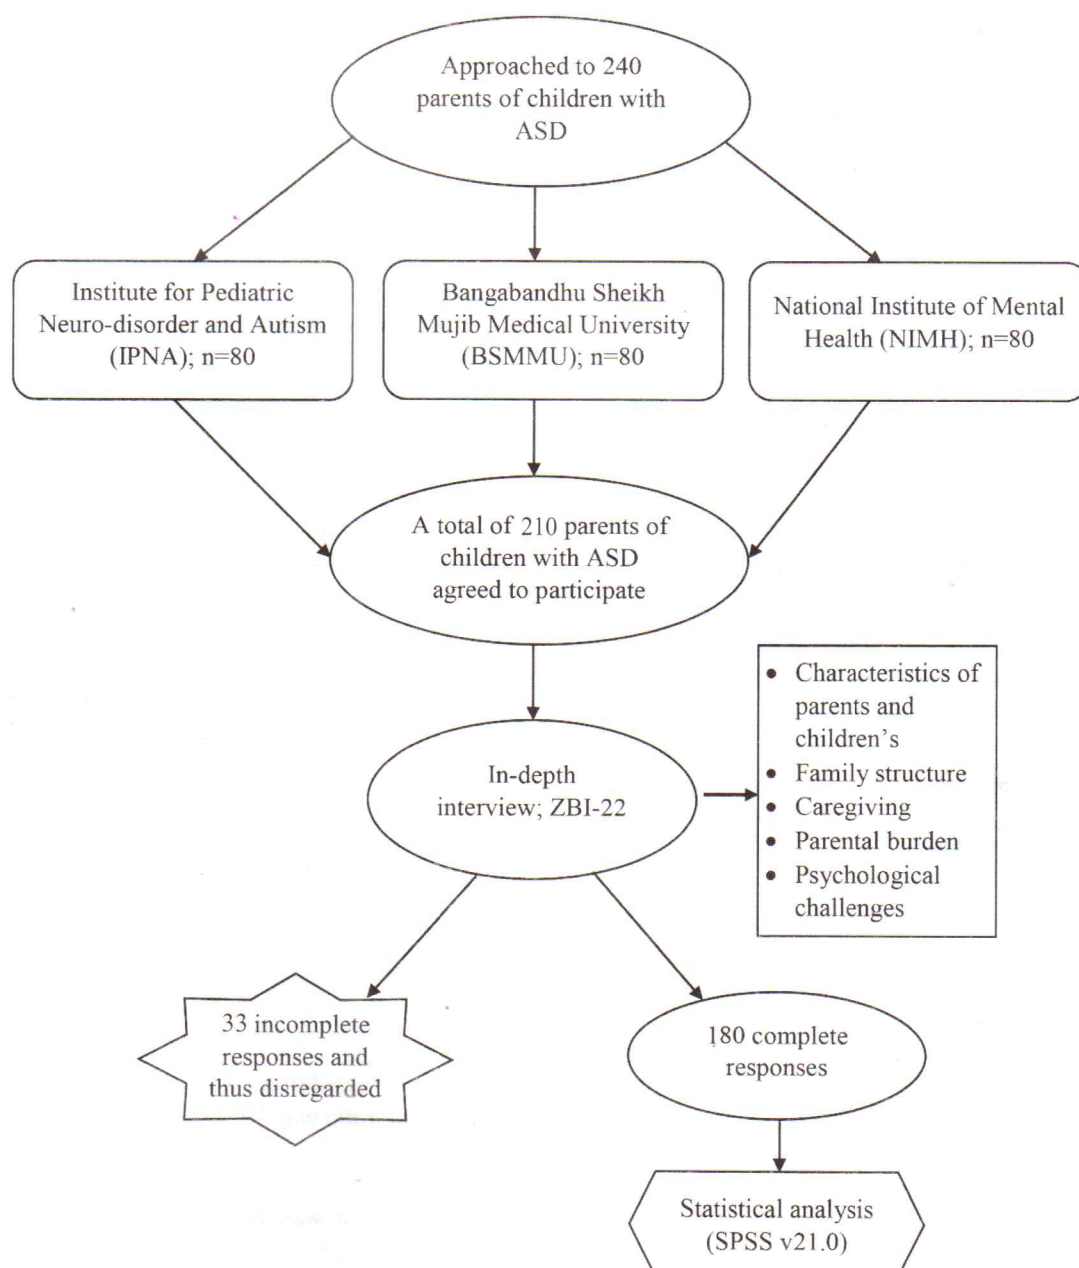 Approached to 240
parents of children with
ASD
Institute for Pediatric
Neuro-disorder and Autism
(IPNA); n=80
Bangabandhu Sheikh
Mujib Medical University
(BSMMU); n=80
National Institute of Mental
Health (NIMH); n=80
A total of 210 parents of
children with ASD
agreed to participate
In-depth
interview; ZBI-22
• Characteristics of
parents and
children's
• Family structure
• Caregiving
• Parental burden
• Psychological
challenges
33 incomplete
responses and
thus disregarded
180 complete
responses
Statistical analysis
(SPSS v21.0)